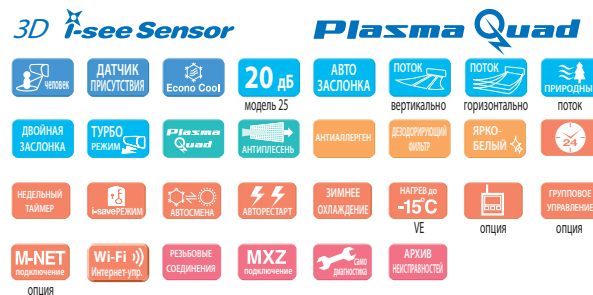 3D i-see Sensor
Plasma Quad
человек
ДАТЧИК
ПРИСУТСТВИЯ
Econo Cool
20 дБ
модель 25
АВТО
ЗАСЛОНКА
ПОТОК
вертикально
ПОТОК
горизонтально
ПРИРОДНЫЙ
поток
ДВОЙНАЯ
ЗАСЛОНКА
ТУРБО
РЕЖИМ
Plasma
Quad
АНТИПЛЕСЕНЬ
АНТИАЛЛЕРГЕН
ДЕЗОДОРИРУЮЩИЙ
ФИЛЬТР
ЯРКО-
БЕЛЫЙ
24
НЕДЕЛЬНЫЙ
ТАЙМЕР
i-saveРЕЖИМ
АВТОСМЕНА
АВТОРЕСТАРТ
ЗИМНЕЕ
ОХЛАЖДЕНИЕ
НАГРЕВ до
-15°C
VE
опция
ГРУППОВОЕ
УПРАВЛЕНИЕ
опция
M-NET
подключение
опция
Wi-Fi
Интернет-упр.
РЕЗЬБОВЫЕ
СОЕДИНЕНИЯ
MXZ
подключение
само
диагностика
АРХИВ
НЕИСПРАВНОСТЕЙ